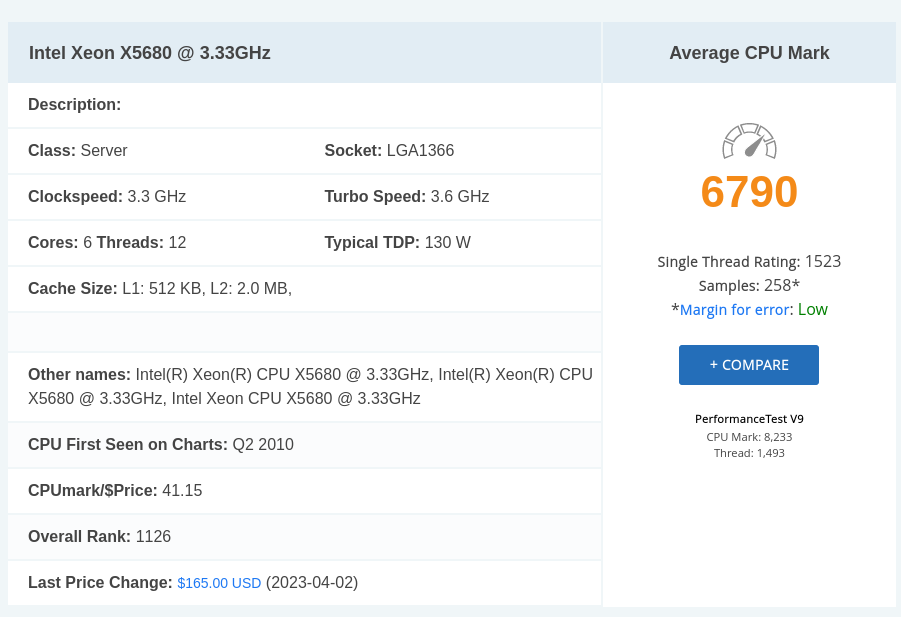 Intel Xeon X5680 @ 3.33GHz
Average CPU Mark
Description:
Class: Server
Socket: LGA1366
Clockspeed: 3.3 GHz
Turbo Speed: 3.6 GHz
Cores: 6 Threads: 12
Typical TDP: 130 W
Cache Size: L1: 512 KB, L2: 2.0 MB,
Other names: Intel(R) Xeon(R) CPU X5680 @ 3.33GHz, Intel(R) Xeon(R) CPU
X5680 @ 3.33GHz, Intel Xeon CPU X5680 @ 3.33GHz
CPU First Seen on Charts: Q2 2010
CPUmark/$Price: 41.15
Overall Rank: 1126
Last Price Change: $165.00 USD (2023-04-02)
6790
Single Thread Rating: 1523
Samples: 258*
*Margin for error: Low
+ COMPARE
PerformanceTest V9
CPU Mark: 8,233
Thread: 1,493